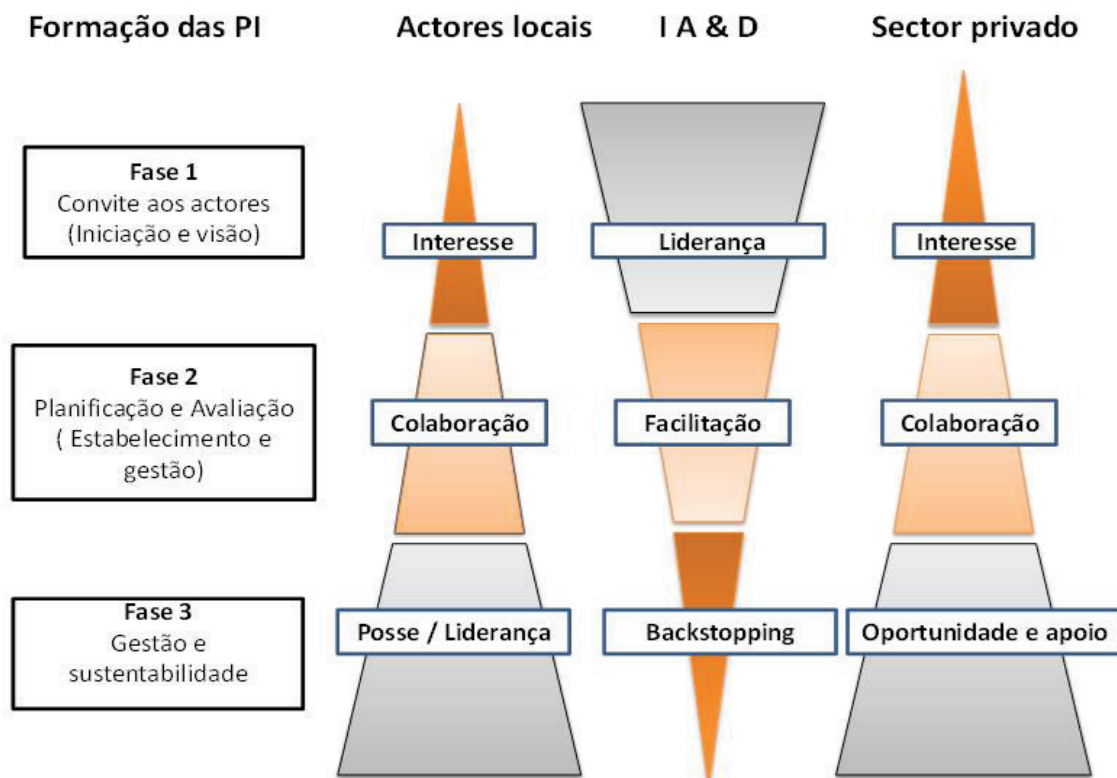 Formação das PI
Actores locais
I A & D
Sector privado
Fase 1
Convite aos actores
(Iniciação e visão)
Interesse
Liderança
Interesse
Fase 2
Planificação e Avaliação
( Estabelecimento e
gestão)
Colaboração
Facilitação
Colaboração
Fase 3
Gestão e
sustentabilidade
Posse / Liderança
Backstopping
Oportunidade e apoio